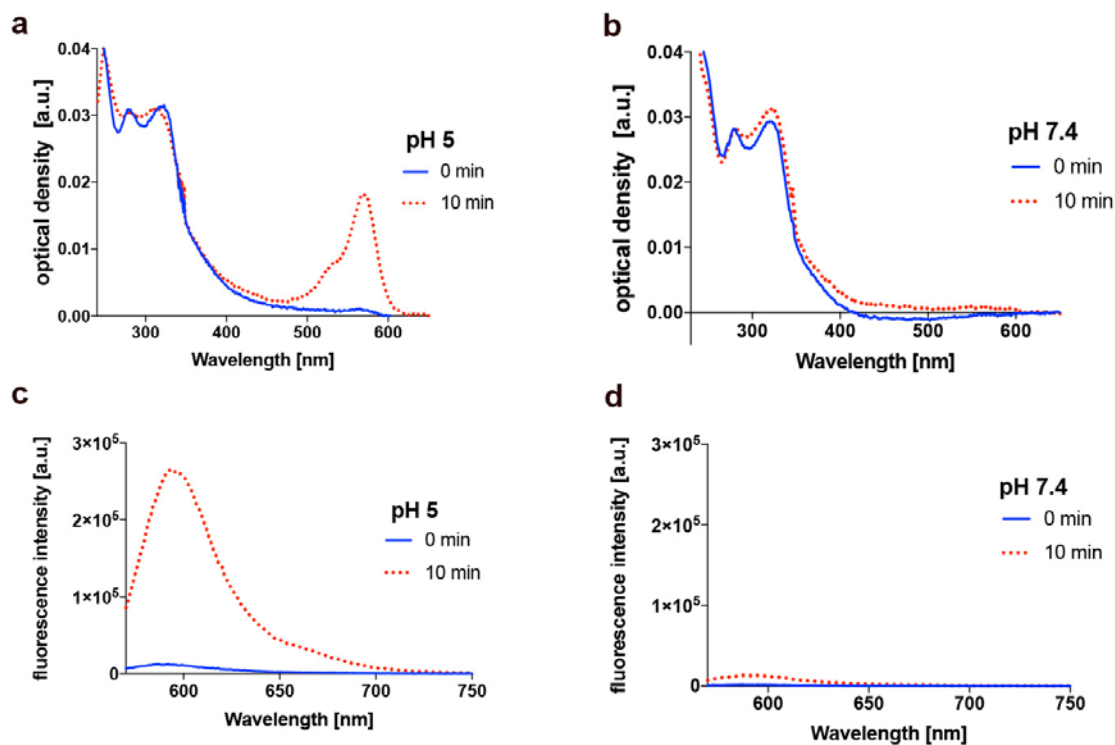 a
optical density [a.u.]
0.04
0.03
0.02
0.01
0.00
300 400 500 600
Wavelength [nm]
pH 5
0 min
10 min
b
optical density [a.u.]
0.04
0.03
0.02
0.01
0.00
300 400 500 600
Wavelength [nm]
pH 7.4
0 min
10 min
c
fluorescence intensity [a.u.]
3×10⁵
2×10⁵
1×10⁵
0
600 650 700 750
Wavelength [nm]
pH 5
0 min
10 min
d
fluorescence intensity [a.u.]
3×10⁵
2×10⁵
1×10⁵
0
600 650 700 750
Wavelength [nm]
pH 7.4
0 min
10 min